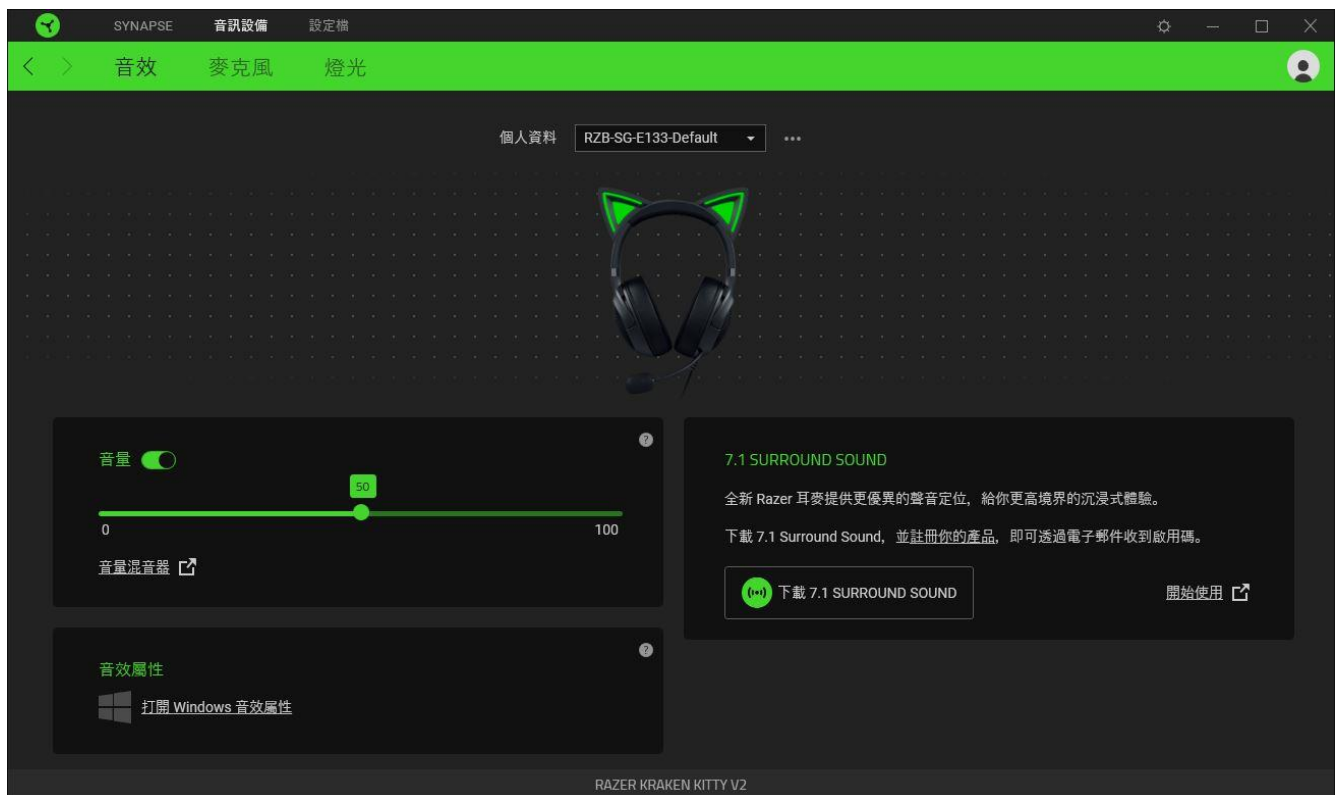 SYNAPSE 音訊設備 設定檔
音效 麥克風 燈光
個人資料 RZB-SG-E133-Default
音量
50
0 100
音量混音器
音效屬性
打開 Windows 音效屬性
7.1 SURROUND SOUND
全新 Razer 耳麥提供更優異的聲音定位，給你更高境界的沉浸式體驗。
下載 7.1 Surround Sound，並註冊你的產品，即可透過電子郵件收到啟用碼。
下載 7.1 SURROUND SOUND 開始使用
RAZER KRAKEN KITTY V2